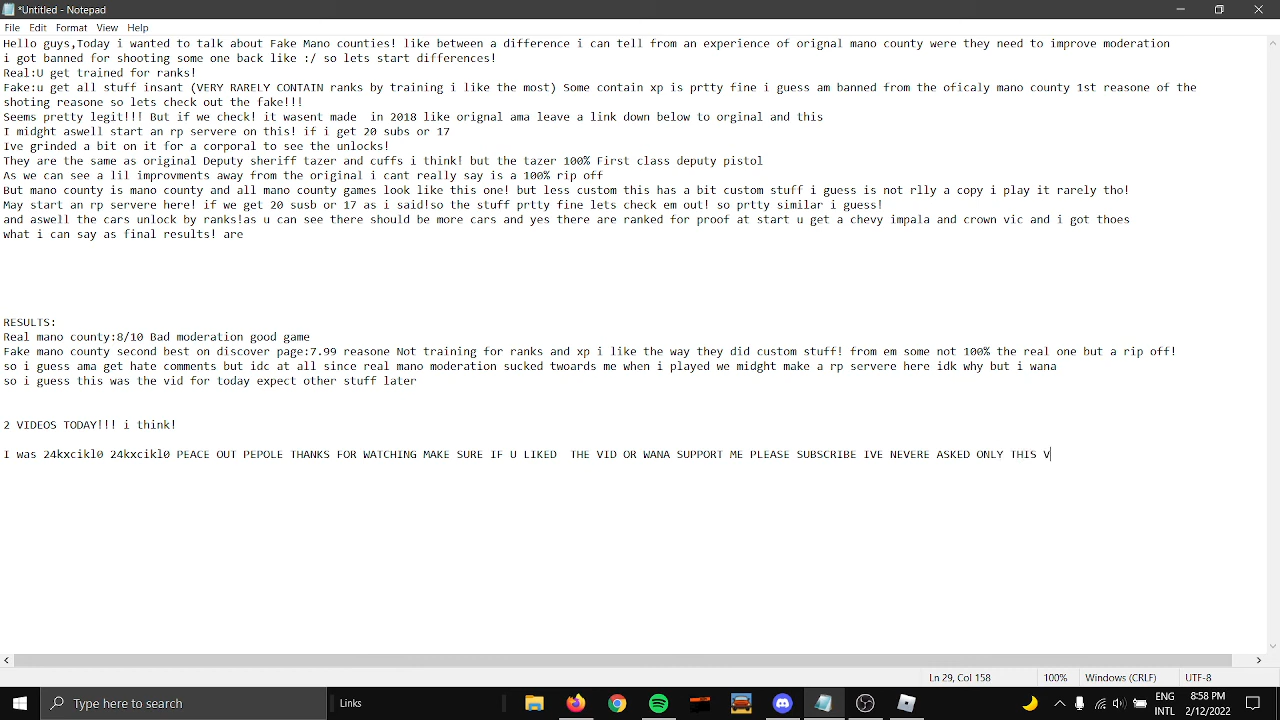 *Untitled - Notepad
File Edit Format View Help
Hello guys,Today i wanted to talk about Fake Mano counties! like between a difference i can tell from an experience of orignal mano county were they need to improve moderation
i got banned for shooting some one back like :/ so lets start differences!
Real:U get trained for ranks!
Fake:u get all stuff insant (VERY RARELY CONTAIN ranks by training i like the most) Some contain xp is prtty fine i guess am banned from the oficaly mano county 1st reasone of the
shoting reasone so lets check out the fake!!!
Seems pretty legit!!! But if we check! it wasent made  in 2018 like orignal ama leave a link down below to orginal and this
I midght aswell start an rp servere on this! if i get 20 subs or 17
Ive grinded a bit on it for a corporal to see the unlocks!
They are the same as original Deputy sheriff tazer and cuffs i think! but the tazer 100% First class deputy pistol
As we can see a lil improvments away from the original i cant really say is a 100% rip off
But mano county is mano county and all mano county games look like this one! but less custom this has a bit custom stuff i guess is not rlly a copy i play it rarely tho!
May start an rp servere here! if we get 20 susb or 17 as i said!so the stuff prtty fine lets check em out! so prtty similar i guess!
and aswell the cars unlock by ranks!as u can see there should be more cars and yes there are ranked for proof at start u get a chevy impala and crown vic and i got thoes
what i can say as final results! are
RESULTS:
Real mano county:8/10 Bad moderation good game
Fake mano county second best on discover page:7.99 reasone Not training for ranks and xp i like the way they did custom stuff! from em some not 100% the real one but a rip off!
so i guess ama get hate comments but idc at all since real mano moderation sucked twoards me when i played we midght make a rp servere here idk why but i wana
so i guess this was the vid for today expect other stuff later
2 VIDEOS TODAY!!! i think!
I was 24kxcikl0 24kxcikl0 PEACE OUT PEPOLE THANKS FOR WATCHING MAKE SURE IF U LIKED  THE VID OR WANA SUPPORT ME PLEASE SUBSCRIBE IVE NEVERE ASKED ONLY THIS V
Ln 29, Col 158 100% Windows (CRLF) UTF-8
Type here to search Links ENG 8:58 PM
INTL 2/12/2022